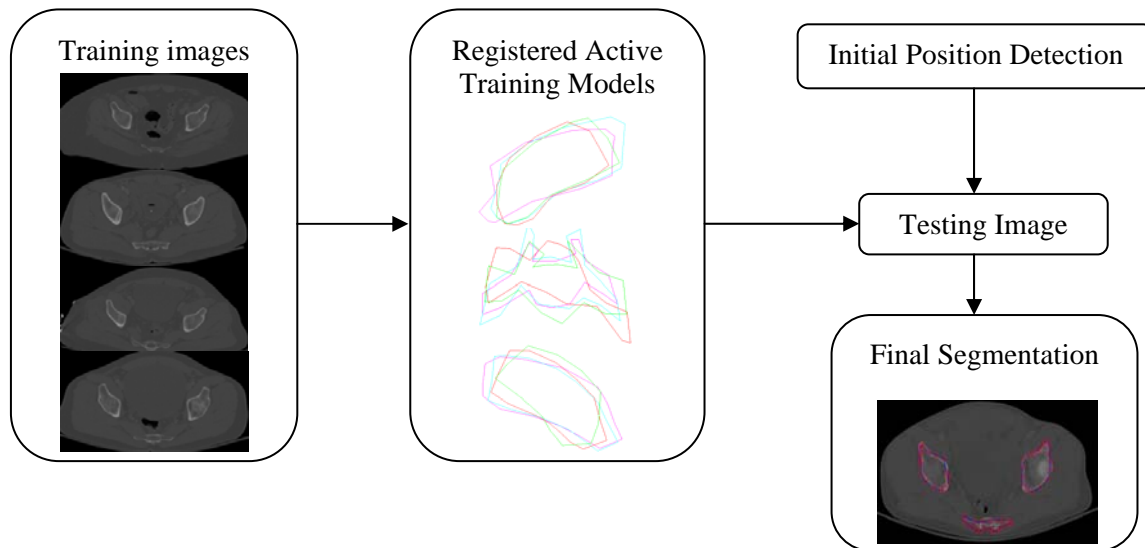 Training images
Registered Active
Training Models
Initial Position Detection
Testing Image
Final Segmentation